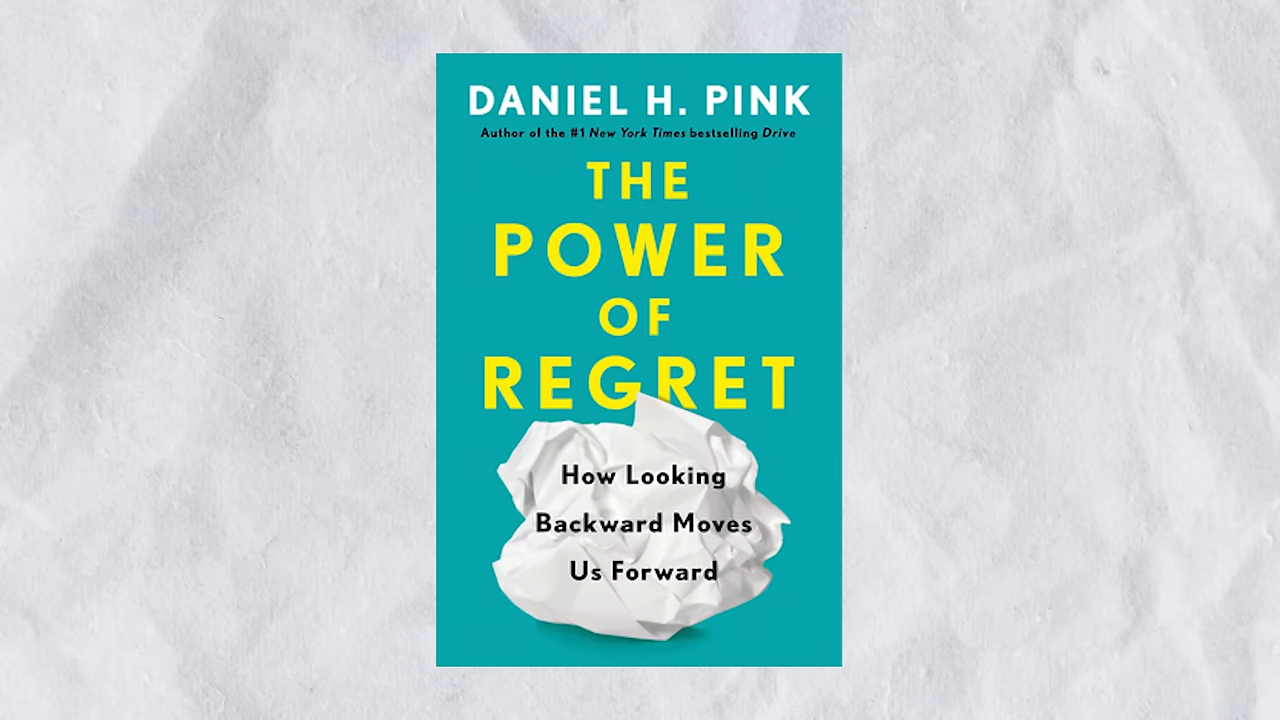 DANIEL H. PINK
Author of the #1 New York Times bestselling Drive
THE
POWER
OF
REGRET
How Looking
Backward Moves
Us Forward